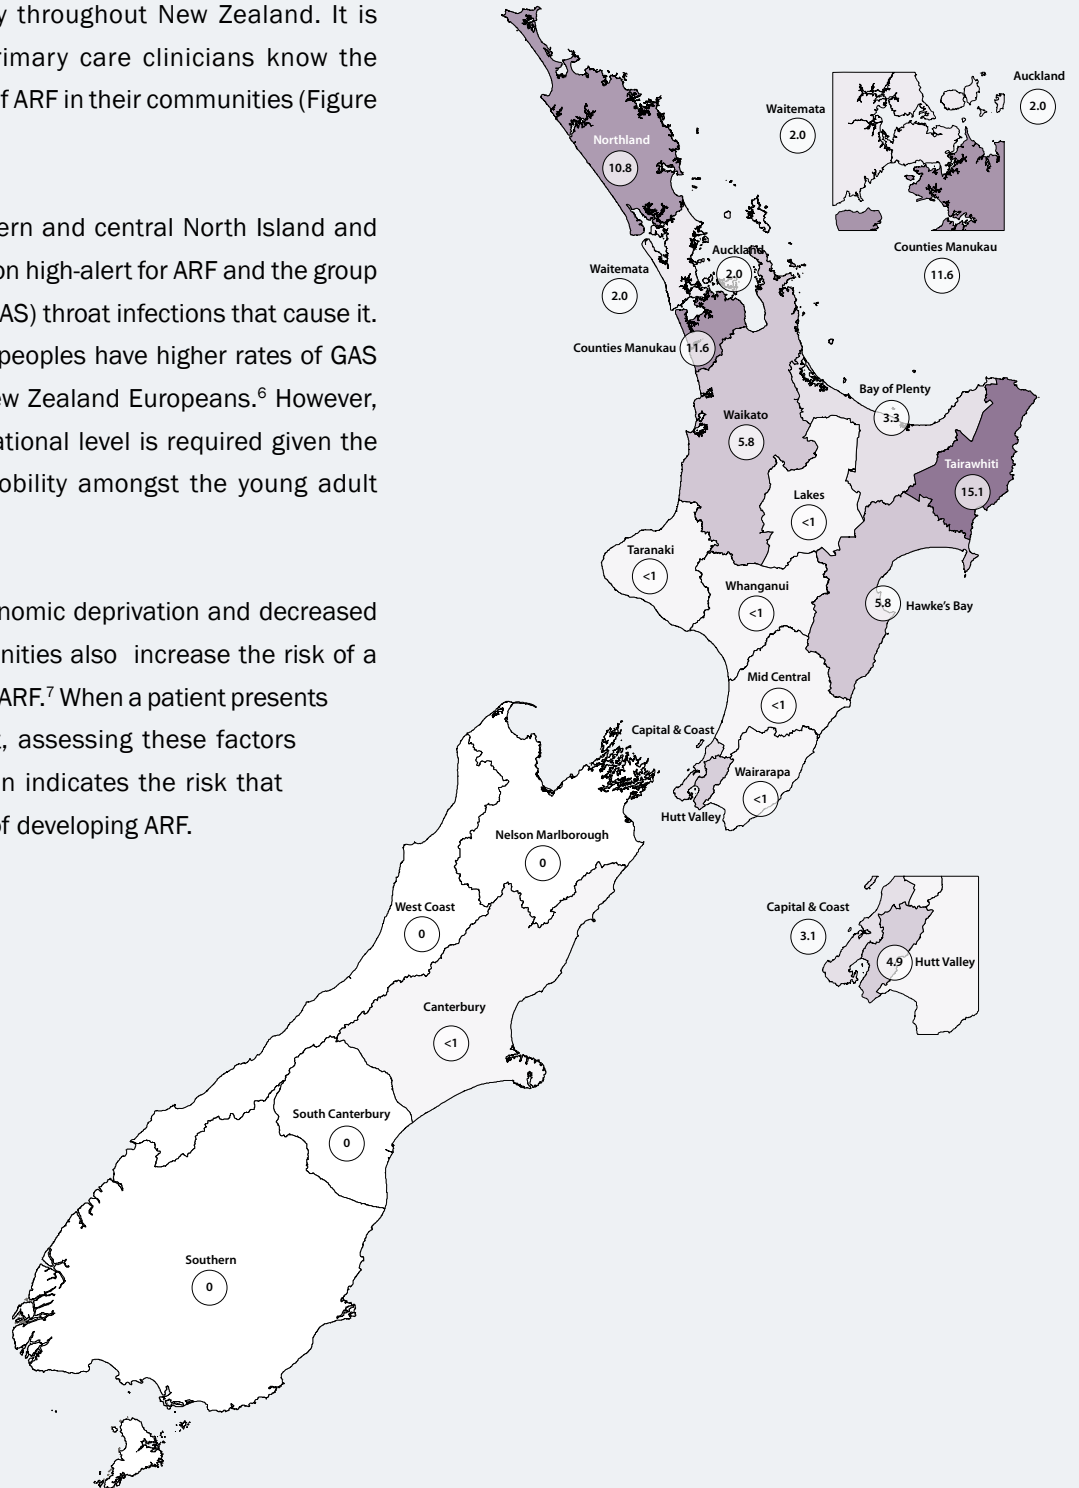 y throughout New Zealand. It is
rimary care clinicians know the
f ARF in their communities (Figure
ern and central North Island and
on high-alert for ARF and the group
AS) throat infections that cause it.
peoples have higher rates of GAS
ew Zealand Europeans.6 However,
ational level is required given the
obility amongst the young adult
nomic deprivation and decreased
nities also increase the risk of a
ARF.7 When a patient presents
, assessing these factors
n indicates the risk that
of developing ARF.
Northland
10.8
Waitemata
2.0
Auckland
2.0
Counties Manukau
11.6
Auckland
2.0
Waitemata
2.0
Counties Manukau
11.6
Bay of Plenty
3.3
Waikato
5.8
Tairawhiti
15.1
Lakes
<1
Taranaki
<1
Whanganui
<1
5.8
Hawke's Bay
Mid Central
<1
Capital & Coast
Wairarapa
<1
Hutt Valley
Nelson Marlborough
0
West Coast
0
Capital & Coast
3.1
4.9
Hutt Valley
Canterbury
<1
South Canterbury
0
Southern
0